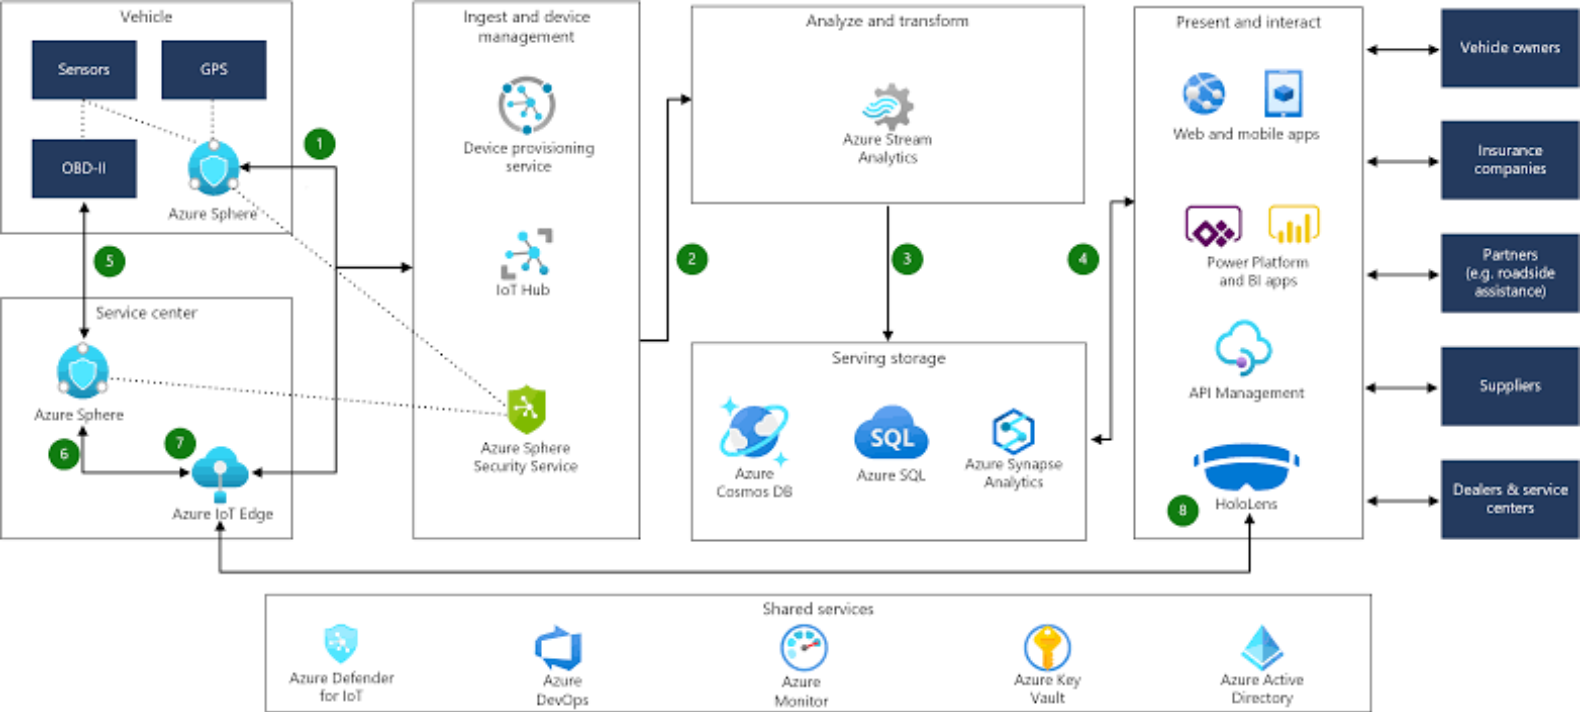 Vehicle
Sensors
GPS
OBD-II
Azure Sphere
1
5
Service center
Azure Sphere
6
7
Azure IoT Edge
Ingest and device
management
Device provisioning
service
IoT Hub
Azure Sphere
Security Service
2
Analyze and transform
Azure Stream
Analytics
3
4
Serving storage
Azure
Cosmos DB
SQL
Azure SQL
Azure Synapse
Analytics
Present and interact
Web and mobile apps
Power Platform
and BI apps
API Management
HoloLens
8
Vehicle owners
Insurance
companies
Partners
(e.g. roadside
assistance)
Suppliers
Dealers & service
centers
Shared services
Azure Defender
for IoT
Azure
DevOps
Azure
Monitor
Azure Key
Vault
Azure Active
Directory